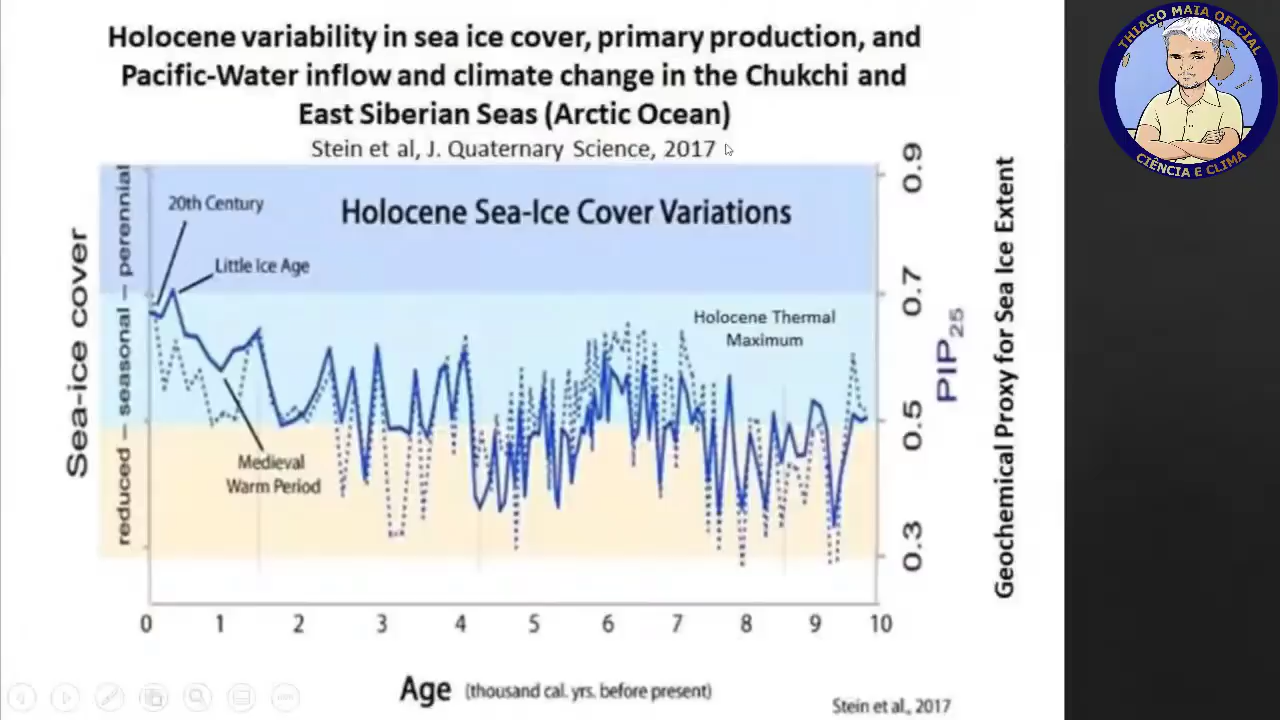 Holocene variability in sea ice cover, primary production, and
Pacific-Water inflow and climate change in the Chukchi and
East Siberian Seas (Arctic Ocean)
Stein et al, J. Quaternary Science, 2017
THIAGO MAIA OFICIAL
CIÊNCIA E CLIMA
Holocene Sea-Ice Cover Variations
20th Century
Little Ice Age
Holocene Thermal
Maximum
Medieval
Warm Period
Sea-ice cover
reduced – seasonal – perennial
0.9
0.7
0.5
0.3
PIP25
Geochemical Proxy for Sea Ice Extent
0 1 2 3 4 5 6 7 8 9 10
Age (thousand cal. yrs. before present)
Stein et al., 2017